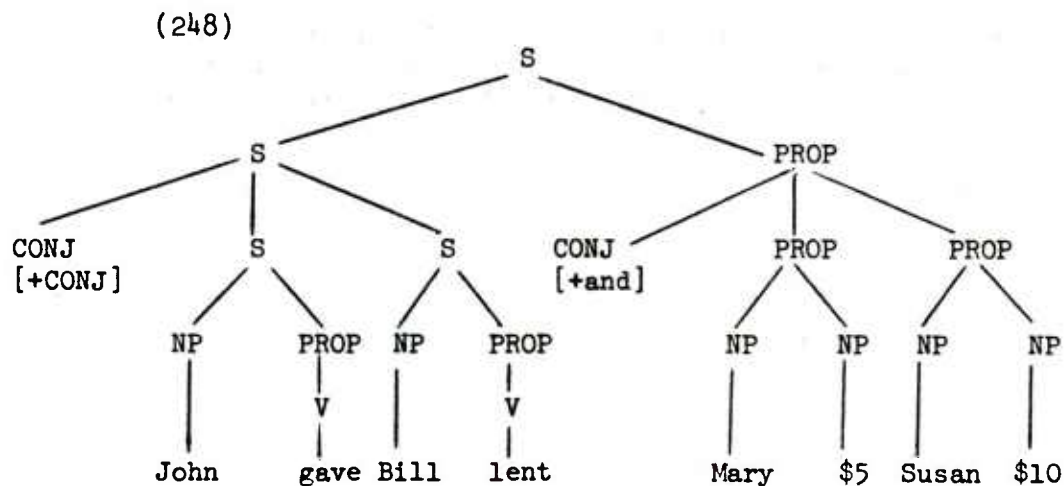 (248)
S
S PROP
CONJ S S CONJ PROP PROP
[+CONJ] [+and]
NP PROP NP PROP NP NP NP NP
V V
John gave Bill lent Mary $5 Susan $10